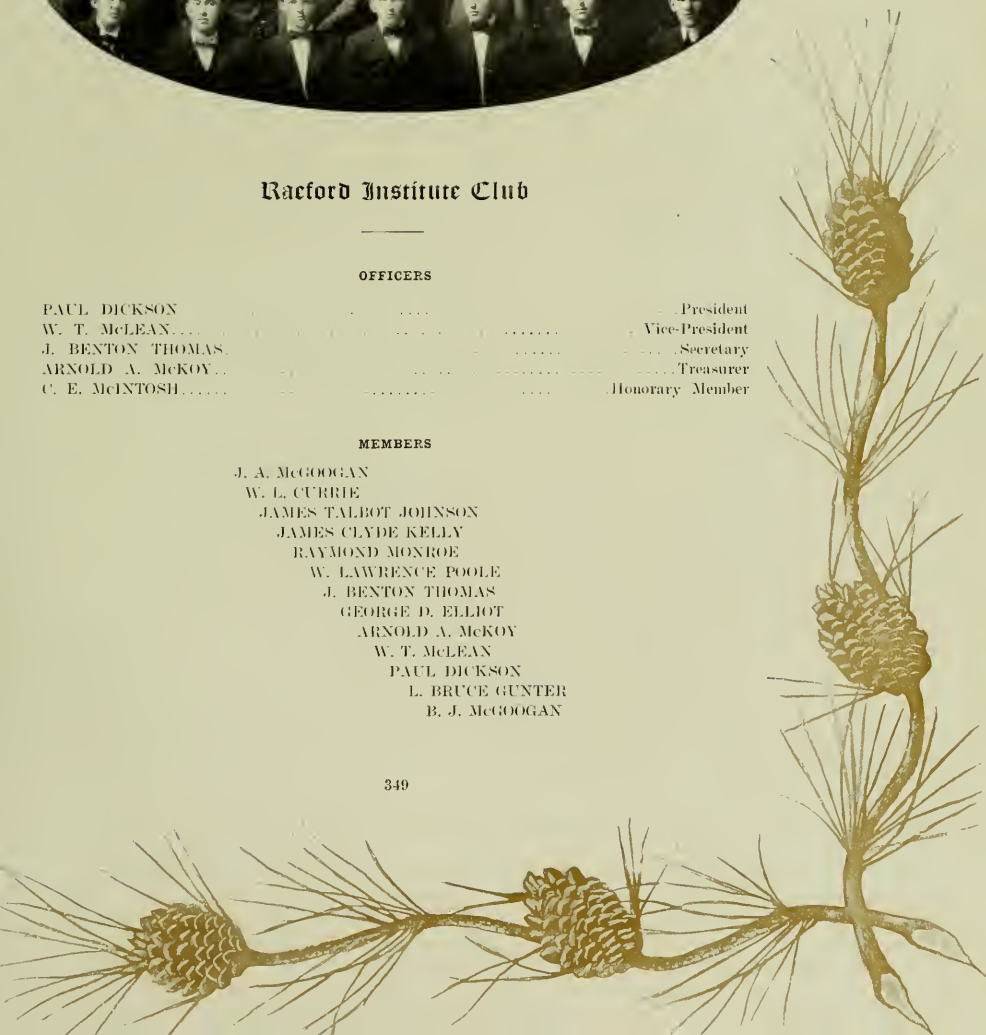 Raeford Institute Club
OFFICERS
PAUL DICKSON President
W. T. McLEAN Vice-President
J. BENTON THOMAS Secretary
ARNOLD A. McKOY Treasurer
C. E. McINTOSH Honorary Member
MEMBERS
J. A. McGOOGAN
W. L. CURRIE
JAMES TALBOT JOHNSON
JAMES CLYDE KELLY
RAYMOND MONROE
W. LAWRENCE POOLE
J. BENTON THOMAS
GEORGE D. ELLIOT
ARNOLD A. McKOY
W. T. McLEAN
PAUL DICKSON
L. BRUCE GUNTER
B. J. McGOOGAN
349